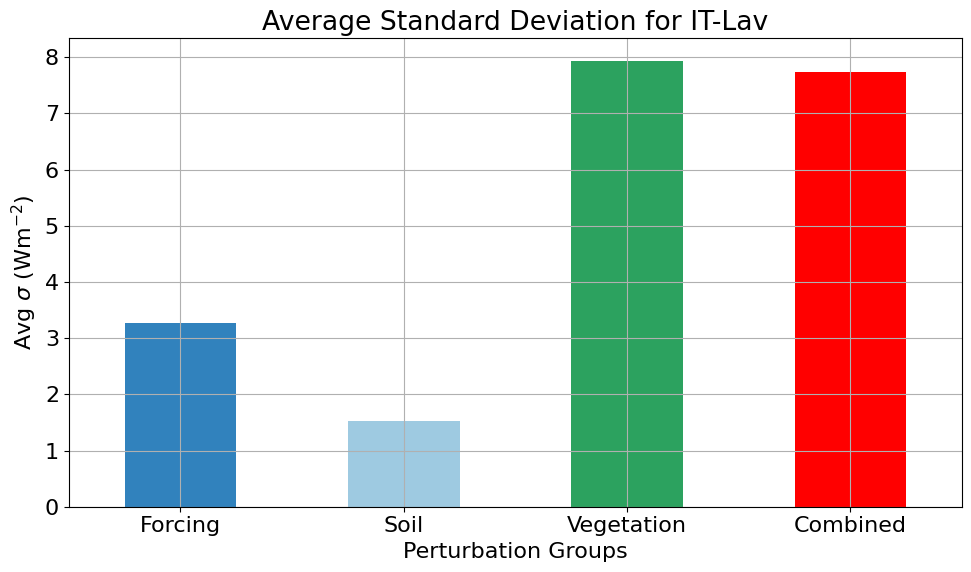 Average Standard Deviation for IT-Lav
8
7
6
5
4
3
2
1
0
Avg σ (Wm⁻²)
Forcing Soil Vegetation Combined
Perturbation Groups